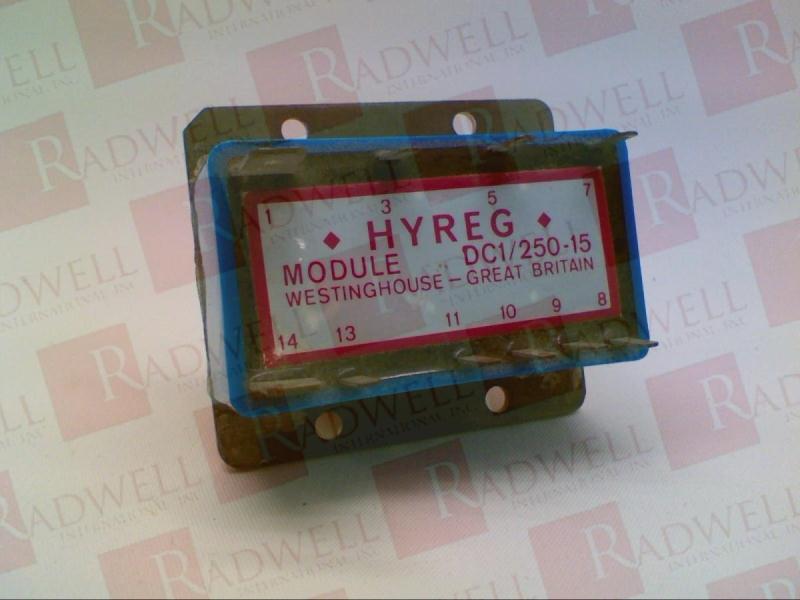 1 3 5 7
◆ HYREG ◆
MODULE DC1/250-15
WESTINGHOUSE – GREAT BRITAIN
14 13 11 10 9 8
RADWELL
INTERNATIONAL, INC.